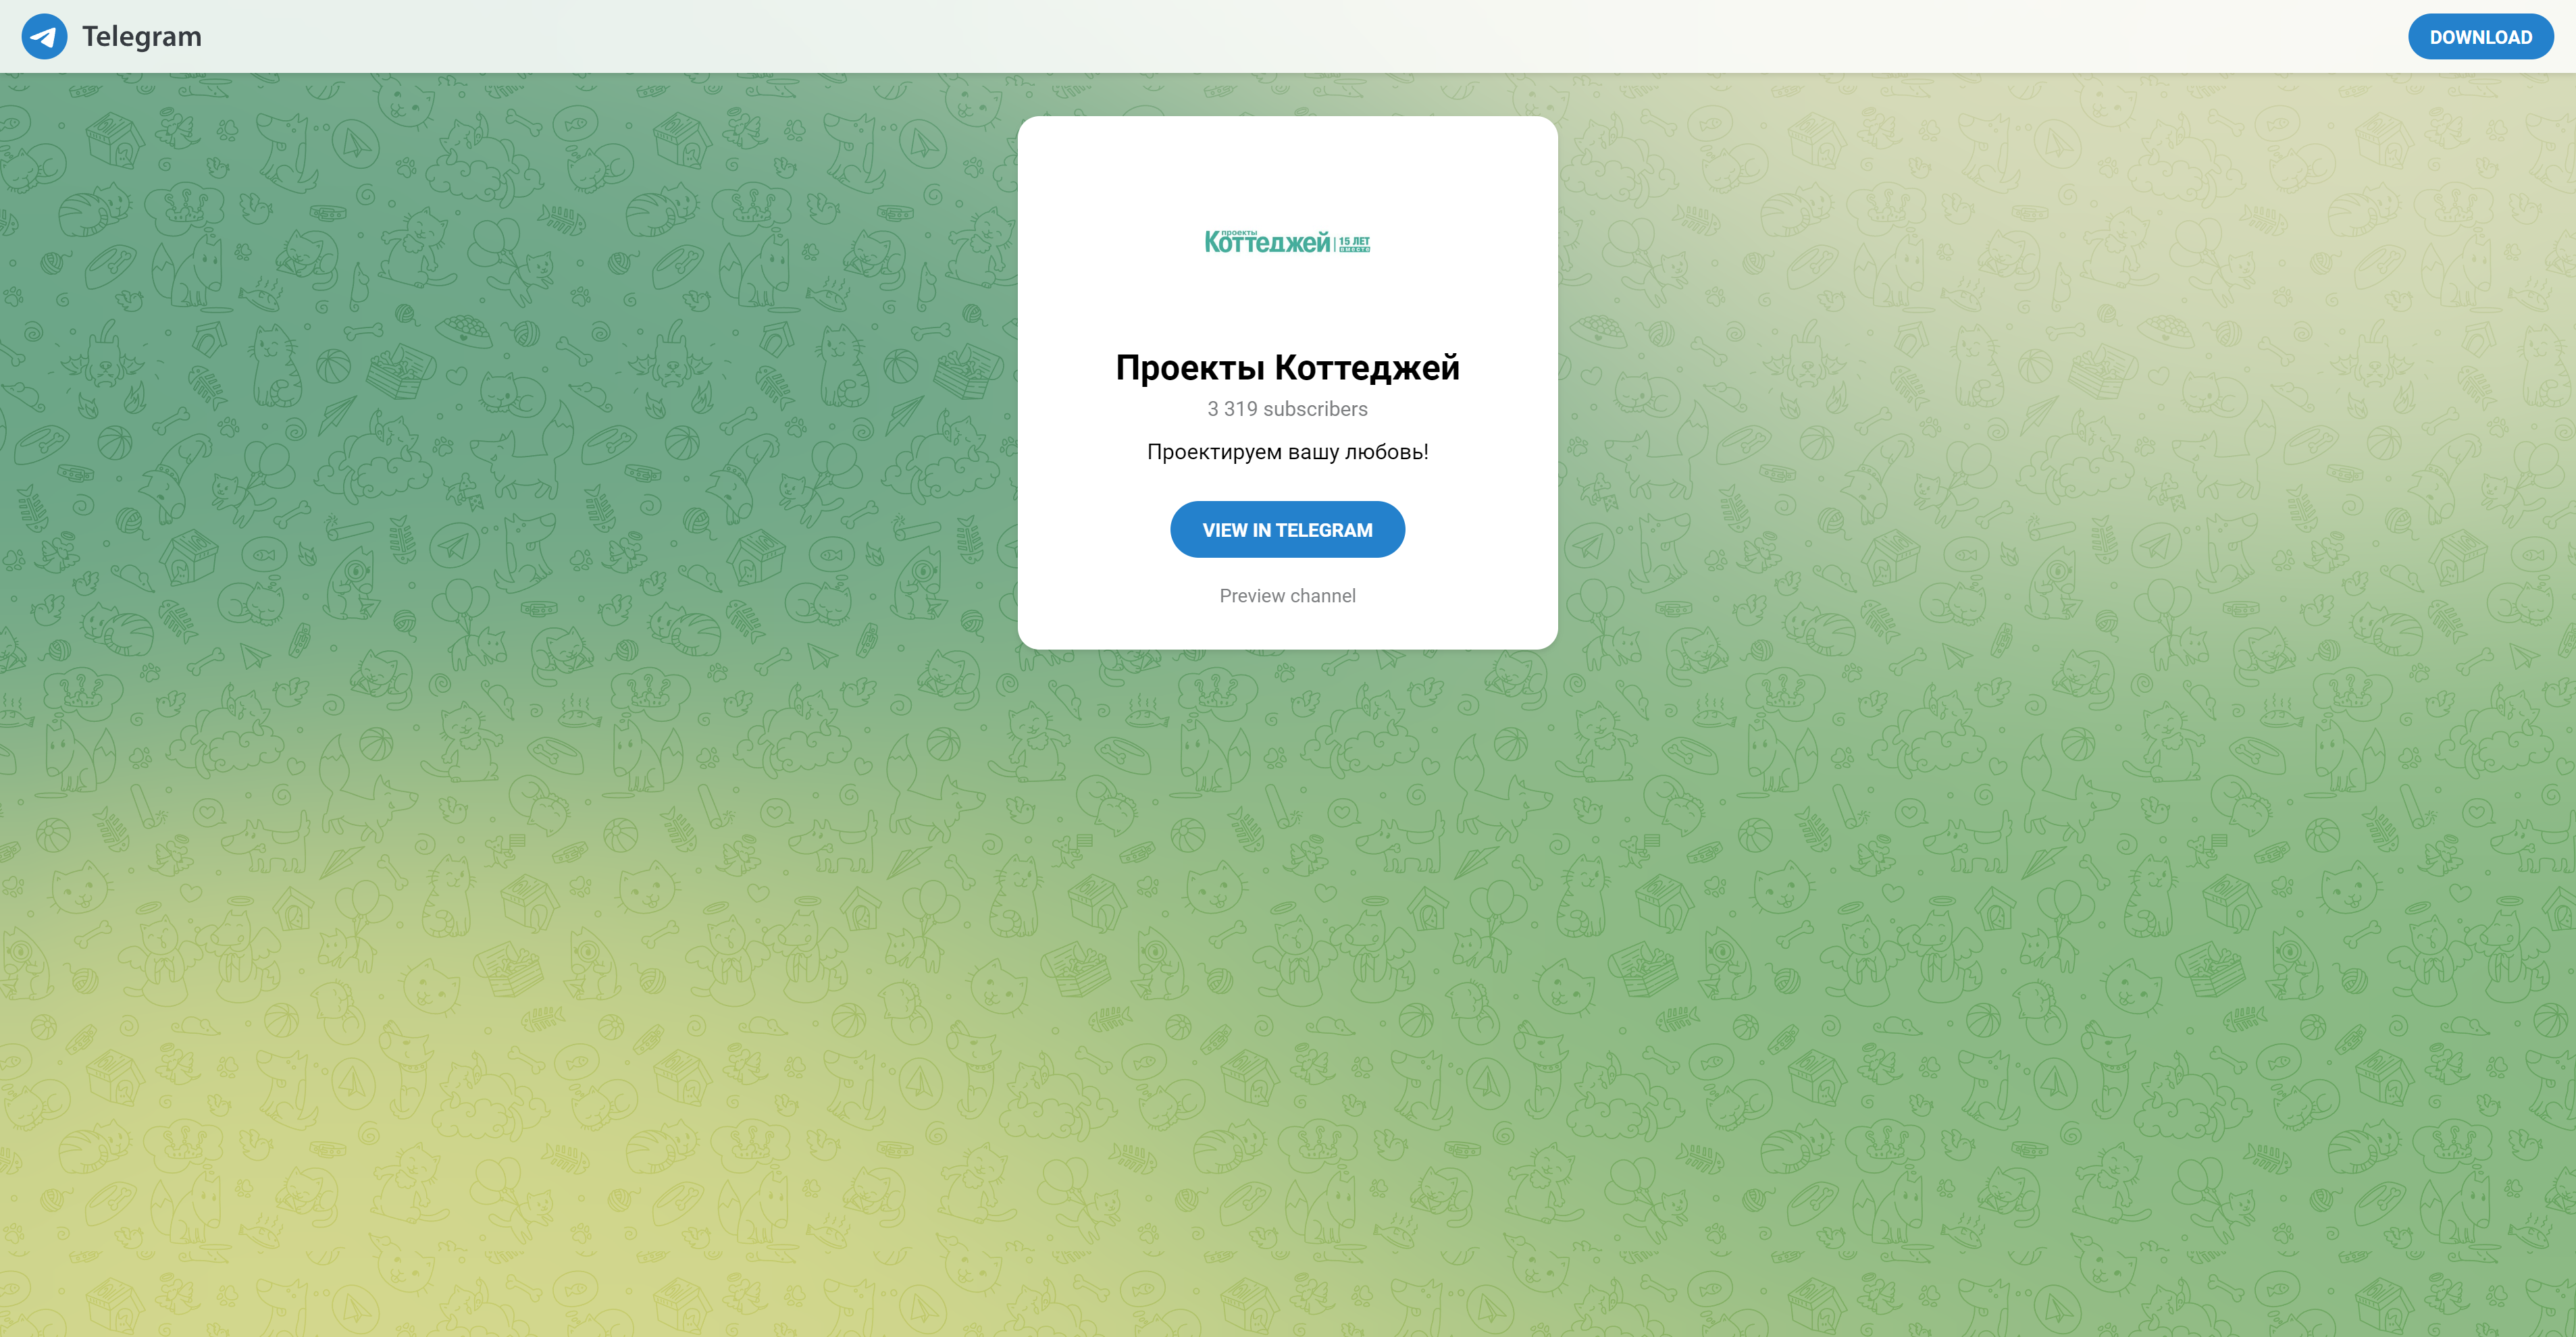 Telegram
DOWNLOAD
проекты
Коттеджей
15 ЛЕТ
вместе
Проекты Коттеджей
3 319 subscribers
Проектируем вашу любовь!
VIEW IN TELEGRAM
Preview channel